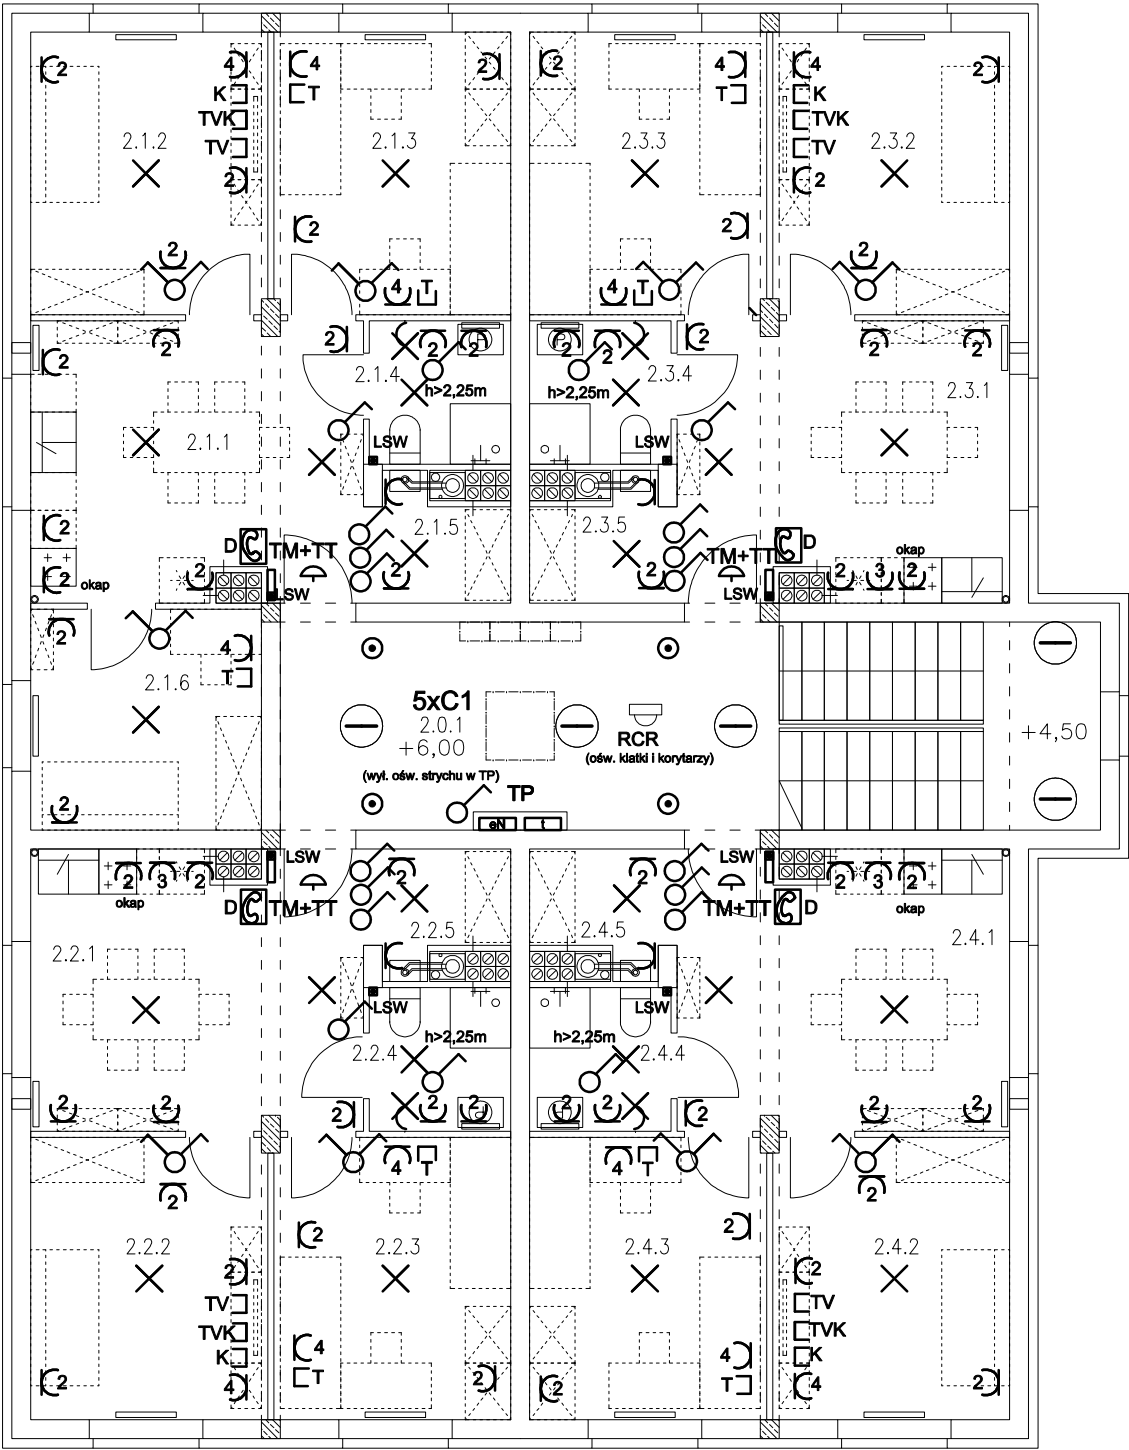 2 4 4 2 2 4 4 2
K T T K
TVK TVK
2.1.2 2.1.3 2.3.3 2.3.2
TV TV
2 2
2 2
2 2
4 T 4 T
2 2 2 2 2 2 2 2
2 2
2.1.4 2.3.4
h>2,25m h>2,25m
2.3.1
2.1.1
LSW LSW
2 2.1.5 2.3.5
D TM+TT TM+TT D
okap
2 okap 2 2 2 2 3 2
LSW LSW
2 4
T
2.1.6
5xC1
2.0.1
+6,00
RCR
(ośw. klatki i korytarzy)
+4,50
(wył. ośw. strychu w TP)
TP
2
eN t
LSW LSW
2 3 2 2 2 2 3 2
okap D TM+TT TM+TT D okap
2.2.1 2.2.5 2.4.5 2.4.1
LSW LSW
h>2,25m h>2,25m
2.2.4 2.4.4
2 2 2 2 2 2 2 2 2 2
4 T 4 T
2 2
2 2
2.2.2 2.2.3 2.4.3 2.4.2
2 2
TV TV
TVK TVK
K 4 4 K
T T
2 4 2 2 4 2